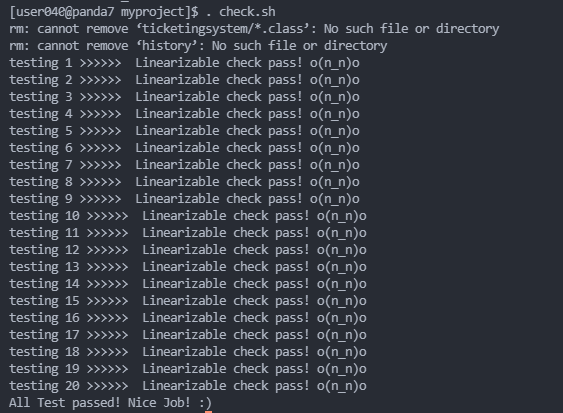 [user040@panda7 myproject]$ . check.sh
rm: cannot remove ‘ticketingsystem/*.class’: No such file or directory
rm: cannot remove ‘history’: No such file or directory
testing 1 >>>>>>  Linearizable check pass! o(n_n)o
testing 2 >>>>>>  Linearizable check pass! o(n_n)o
testing 3 >>>>>>  Linearizable check pass! o(n_n)o
testing 4 >>>>>>  Linearizable check pass! o(n_n)o
testing 5 >>>>>>  Linearizable check pass! o(n_n)o
testing 6 >>>>>>  Linearizable check pass! o(n_n)o
testing 7 >>>>>>  Linearizable check pass! o(n_n)o
testing 8 >>>>>>  Linearizable check pass! o(n_n)o
testing 9 >>>>>>  Linearizable check pass! o(n_n)o
testing 10 >>>>>>  Linearizable check pass! o(n_n)o
testing 11 >>>>>>  Linearizable check pass! o(n_n)o
testing 12 >>>>>>  Linearizable check pass! o(n_n)o
testing 13 >>>>>>  Linearizable check pass! o(n_n)o
testing 14 >>>>>>  Linearizable check pass! o(n_n)o
testing 15 >>>>>>  Linearizable check pass! o(n_n)o
testing 16 >>>>>>  Linearizable check pass! o(n_n)o
testing 17 >>>>>>  Linearizable check pass! o(n_n)o
testing 18 >>>>>>  Linearizable check pass! o(n_n)o
testing 19 >>>>>>  Linearizable check pass! o(n_n)o
testing 20 >>>>>>  Linearizable check pass! o(n_n)o
All Test passed! Nice Job! :)